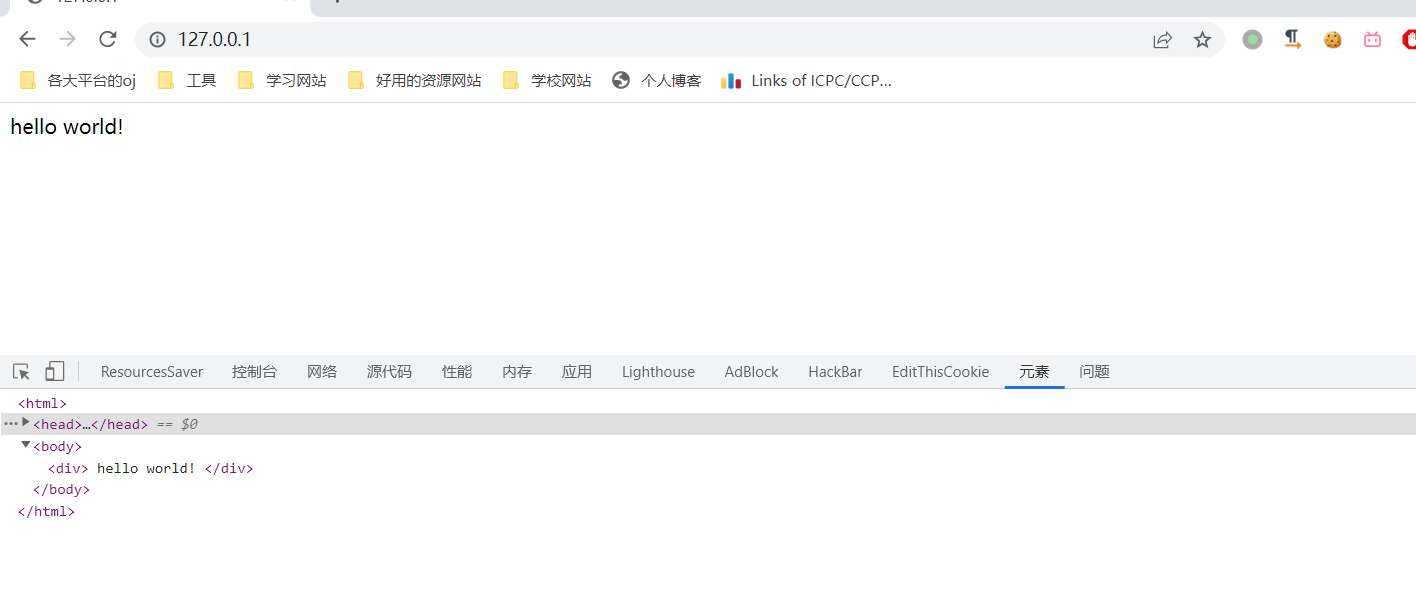 127.0.0.1
各大平台的oj 工具 学习网站 好用的资源网站 学校网站 个人博客 Links of ICPC/CCP...
hello world!
ResourcesSaver 控制台 网络 源代码 性能 内存 应用 Lighthouse AdBlock HackBar EditThisCookie 元素 问题
<html>
<head>…</head> == $0
<body>
<div> hello world! </div>
</body>
</html>